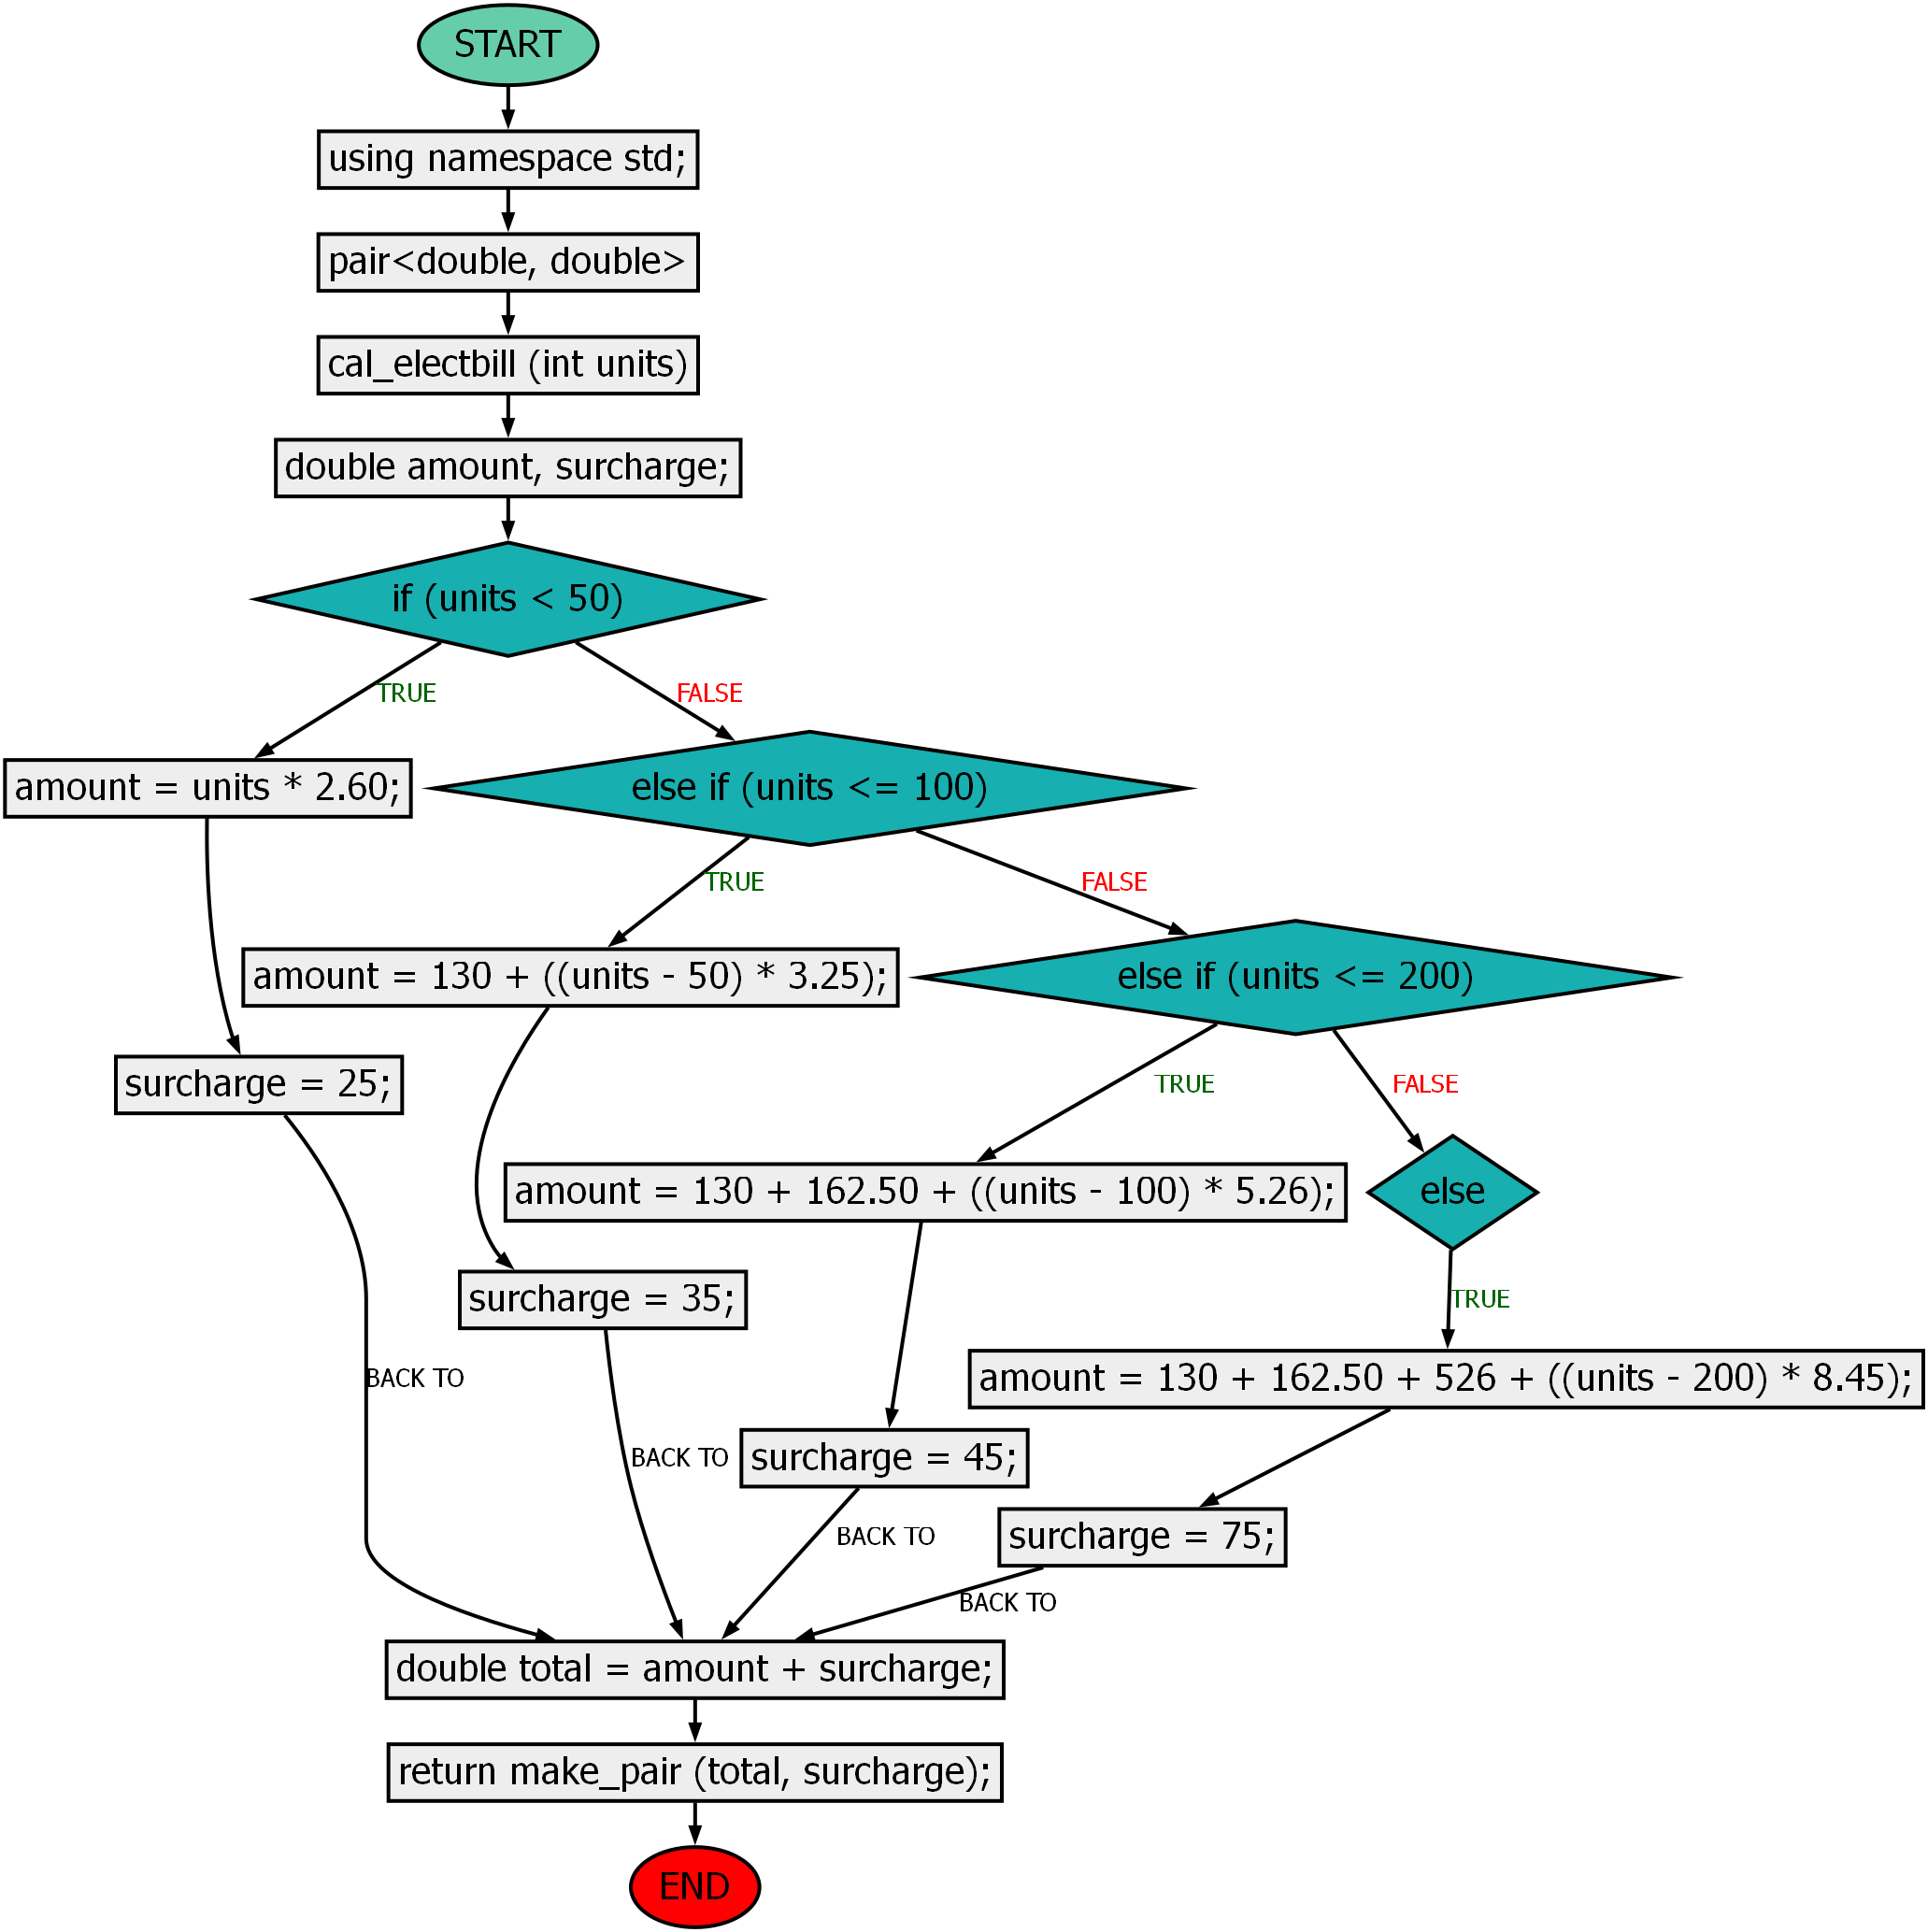 START
using namespace std;
pair<double, double>
cal_electbill (int units)
double amount, surcharge;
if (units < 50)
TRUE
FALSE
amount = units * 2.60;
else if (units <= 100)
TRUE
FALSE
amount = 130 + ((units - 50) * 3.25);
else if (units <= 200)
surcharge = 25;
TRUE
FALSE
amount = 130 + 162.50 + ((units - 100) * 5.26);
else
surcharge = 35;
TRUE
BACK TO
amount = 130 + 162.50 + 526 + ((units - 200) * 8.45);
BACK TO
surcharge = 45;
BACK TO
surcharge = 75;
BACK TO
double total = amount + surcharge;
return make_pair (total, surcharge);
END